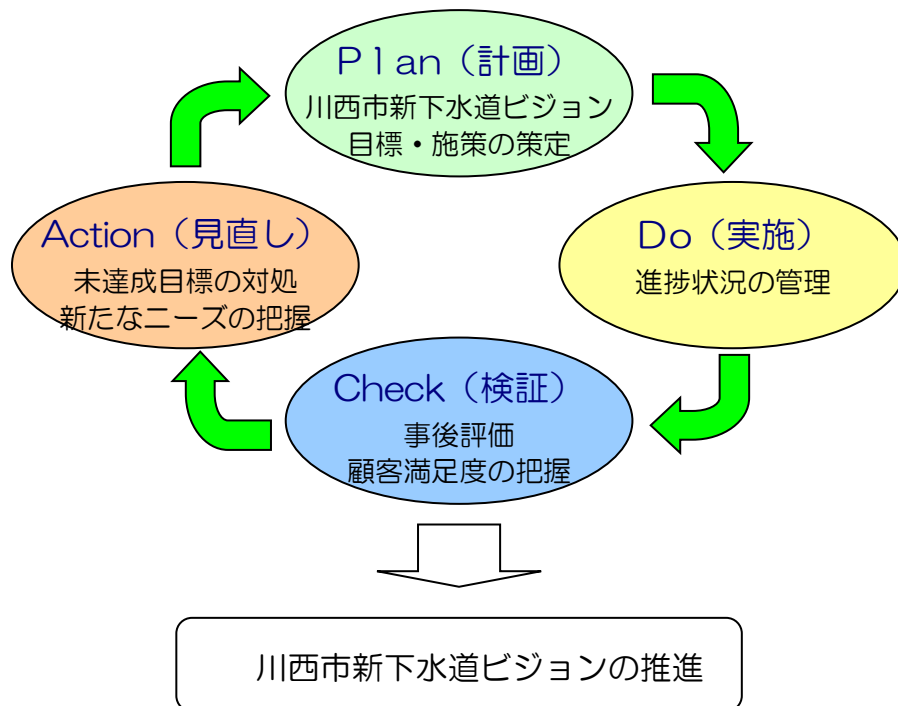 Plan（計画）
川西市新下水道ビジョン
目標・施策の策定
Action（見直し）
未達成目標の対処
新たなニーズの把握
Do（実施）
進捗状況の管理
Check（検証）
事後評価
顧客満足度の把握
川西市新下水道ビジョンの推進